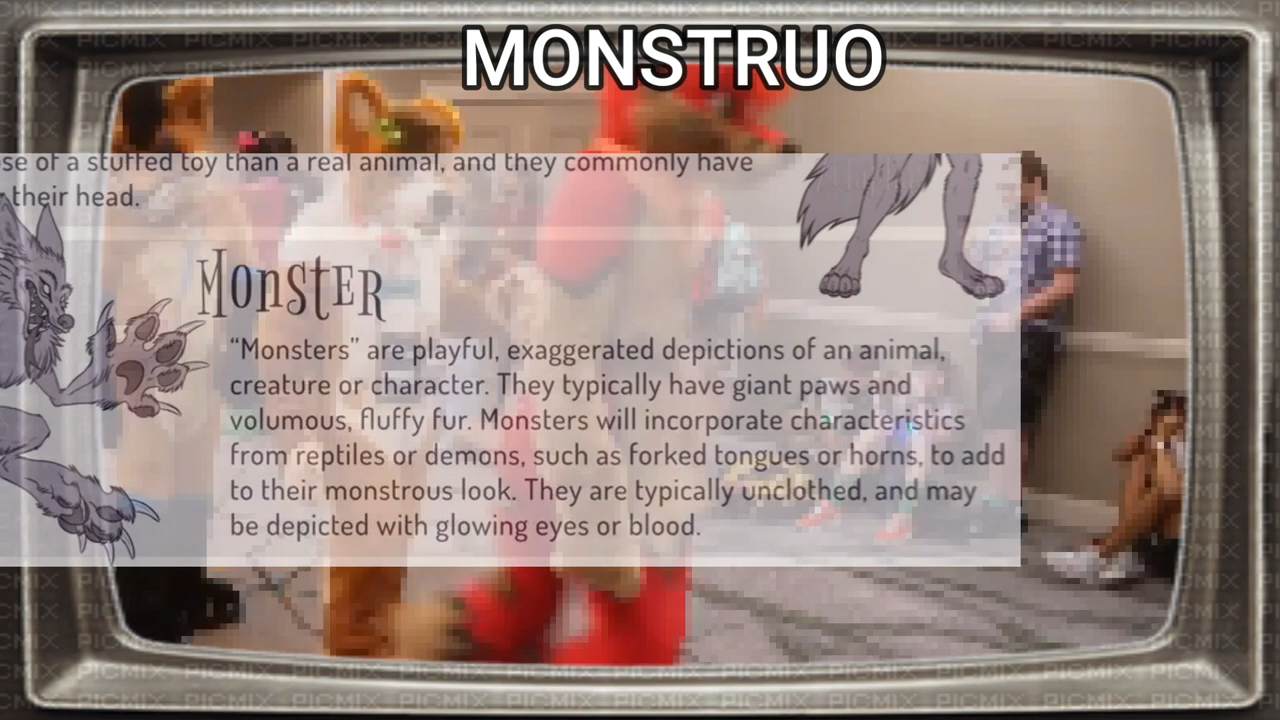 MONSTRUO
of a stuffed toy than a real animal, and they commonly have
their head.
Monster
“Monsters” are playful, exaggerated depictions of an animal,
creature or character. They typically have giant paws and
volumous, fluffy fur. Monsters will incorporate characteristics
from reptiles or demons, such as forked tongues or horns, to add
to their monstrous look. They are typically unclothed, and may
be depicted with glowing eyes or blood.
PICMIX